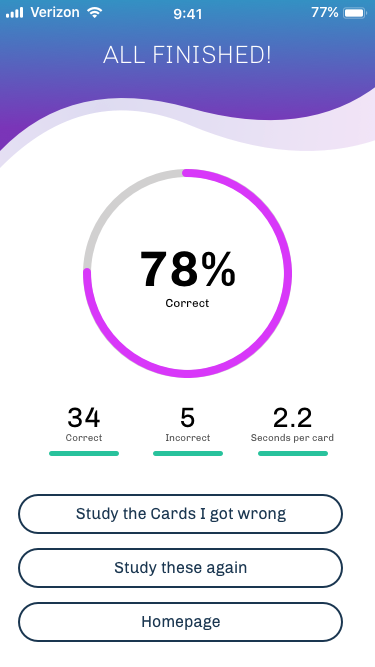 Verizon 9:41 77%
ALL FINISHED!
78%
Correct
34 5 2.2
Correct Incorrect Seconds per card
Study the Cards I got wrong
Study these again
Homepage